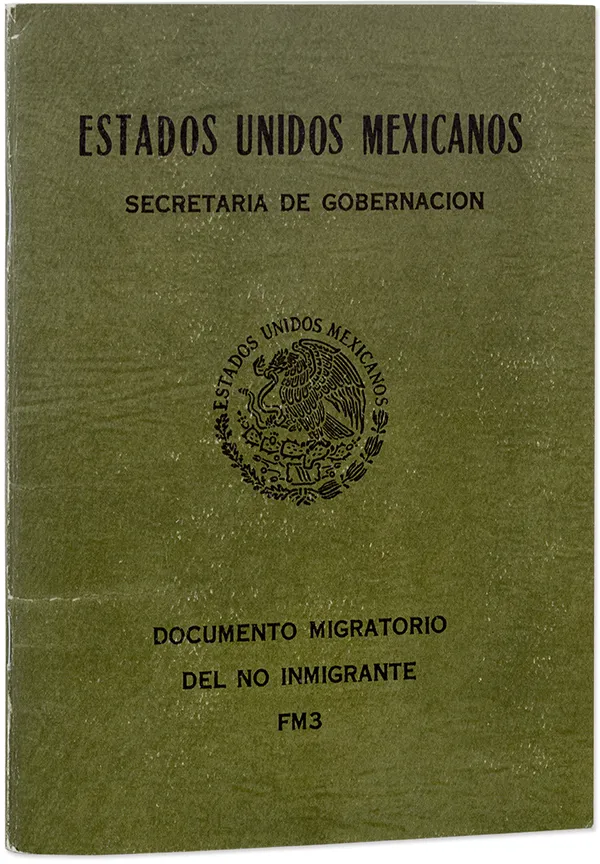 ESTADOS UNIDOS MEXICANOS
SECRETARIA DE GOBERNACION
ESTADOS UNIDOS MEXICANOS
DOCUMENTO MIGRATORIO
DEL NO INMIGRANTE
FM3